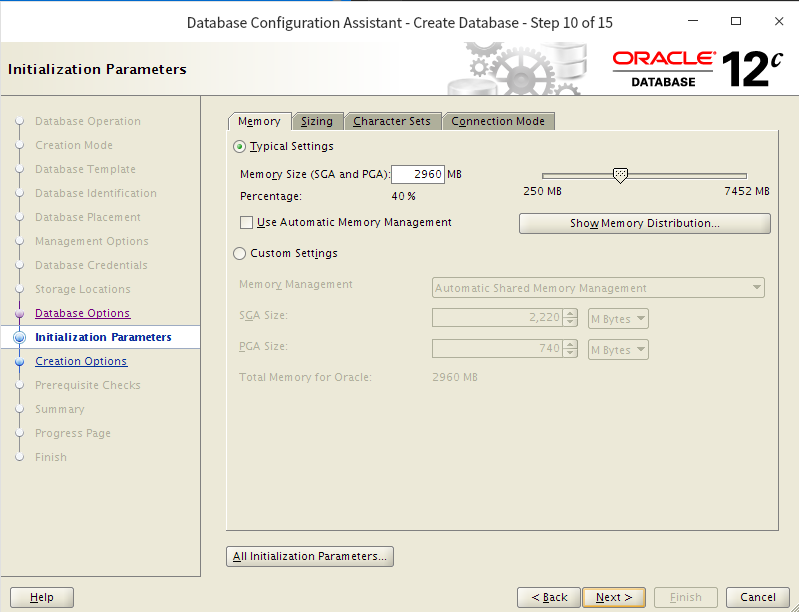 Database Configuration Assistant - Create Database - Step 10 of 15
Initialization Parameters
ORACLE®
DATABASE
12c
Database Operation
Creation Mode
Database Template
Database Identification
Database Placement
Management Options
Database Credentials
Storage Locations
Database Options
Initialization Parameters
Creation Options
Prerequisite Checks
Summary
Progress Page
Finish
Memory Sizing Character Sets Connection Mode
Typical Settings
Memory Size (SGA and PGA): 2960 MB
250 MB 7452 MB
Percentage: 40 %
Use Automatic Memory Management Show Memory Distribution...
Custom Settings
Memory Management Automatic Shared Memory Management
SGA Size: 2,220 M Bytes
PGA Size: 740 M Bytes
Total Memory for Oracle: 2960 MB
All Initialization Parameters...
Help < Back Next > Finish Cancel